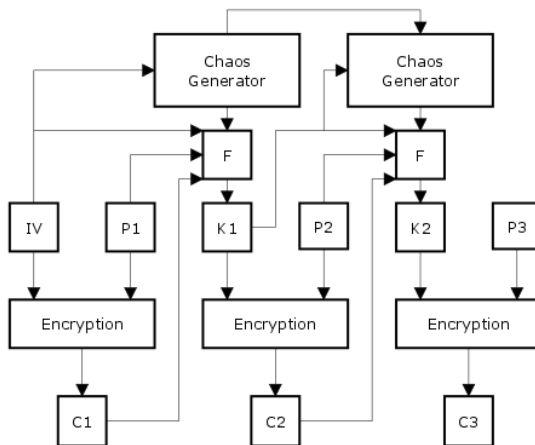 Chaos
Generator
Chaos
Generator
F
F
IV
P1
K1
P2
K2
P3
Encryption
Encryption
Encryption
C1
C2
C3